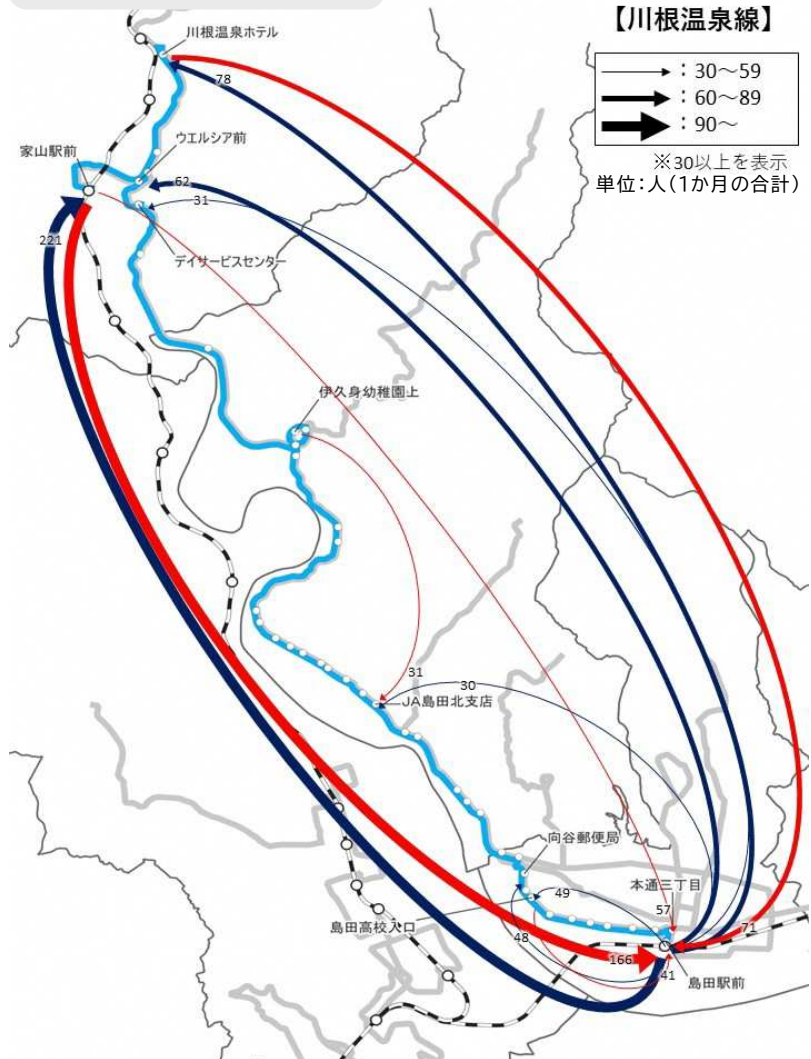 【川根温泉線】
：30～59
：60～89
：90～
※30以上を表示
単位：人（1か月の合計）
川根温泉ホテル
78
ウエルシア前
家山駅前
62
31
デイサービスセンター
221
伊久身幼稚園上
31
30
JA島田北支店
向谷郵便局
49
本通三丁目
57
島田高校入口
48
71
166
41
島田駅前